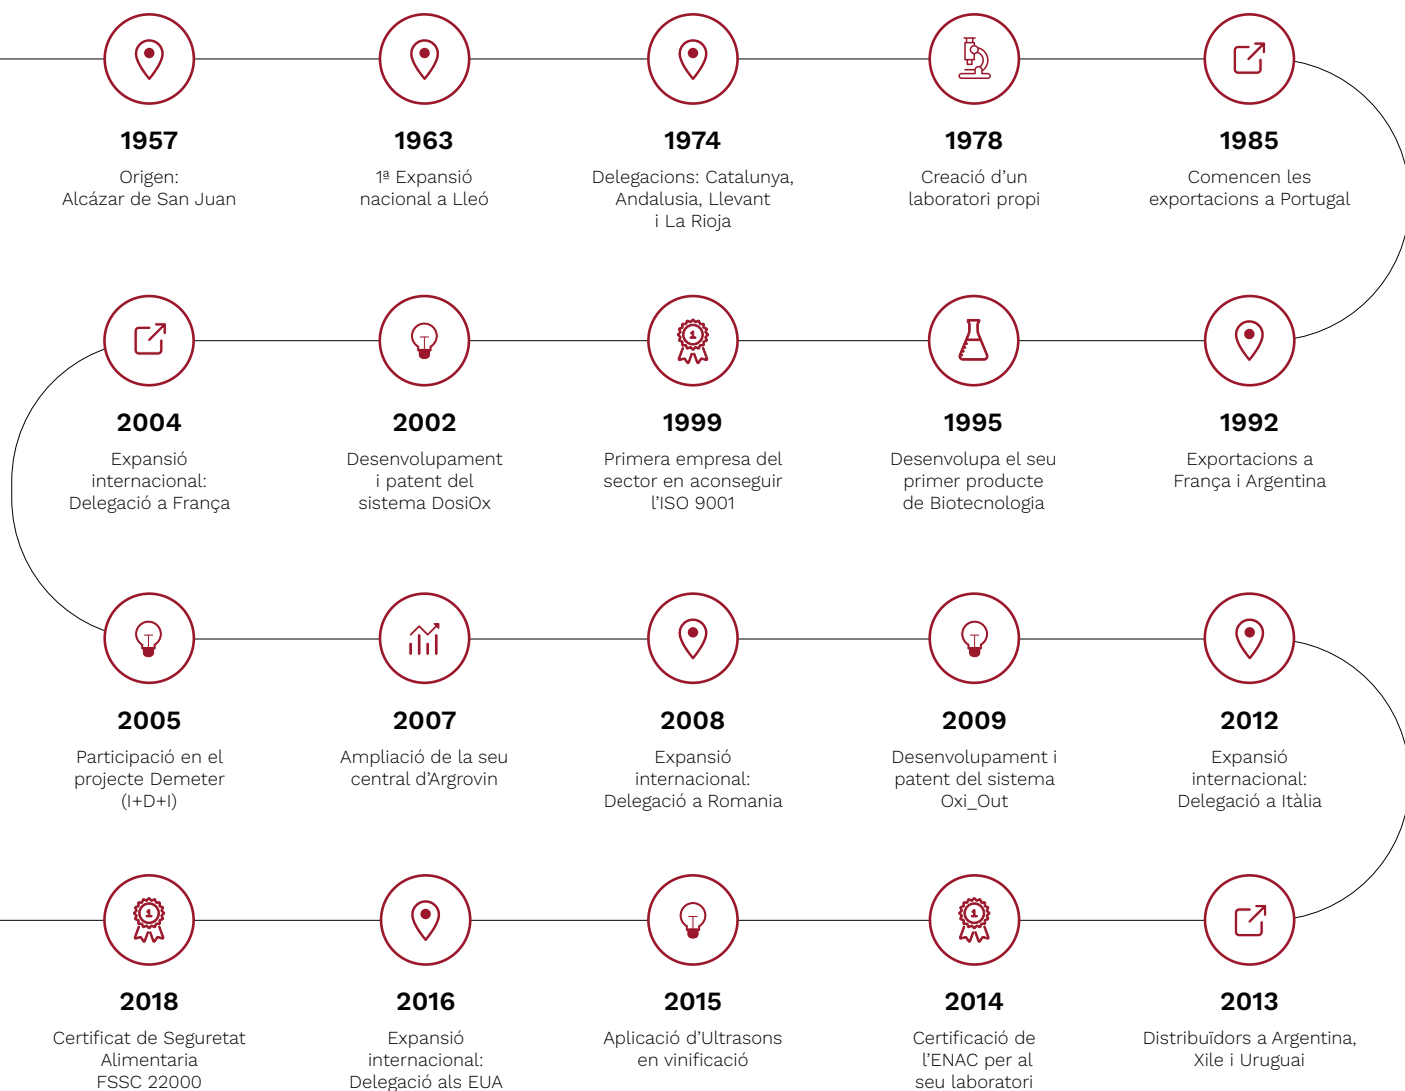 1957
Origen:
Alcázar de San Juan
1963
1ª Expansió
nacional a Lleó
1974
Delegacions: Catalunya,
Andalusia, Llevant
i La Rioja
1978
Creació d’un
laboratori propi
1985
Comencen les
exportacions a Portugal
2004
Expansió
internacional:
Delegació a França
2002
Desenvolupament
i patent del
sistema DosiOx
1
1999
Primera empresa del
sector en aconseguir
l’ISO 9001
1995
Desenvolupa el seu
primer producte
de Biotecnologia
1992
Exportacions a
França i Argentina
2005
Participació en el
projecte Demeter
(I+D+I)
2007
Ampliació de la seu
central d’Argrovin
2008
Expansió
internacional:
Delegació a Romania
2009
Desenvolupament i
patent del sistema
Oxi_Out
2012
Expansió
internacional:
Delegació a Itàlia
1
2018
Certificat de Seguretat
Alimentaria
FSSC 22000
2016
Expansió
internacional:
Delegació als EUA
2015
Aplicació d’Ultrasons
en vinificació
1
2014
Certificació de
l’ENAC per al
seu laboratori
2013
Distribuïdors a Argentina,
Xile i Uruguai